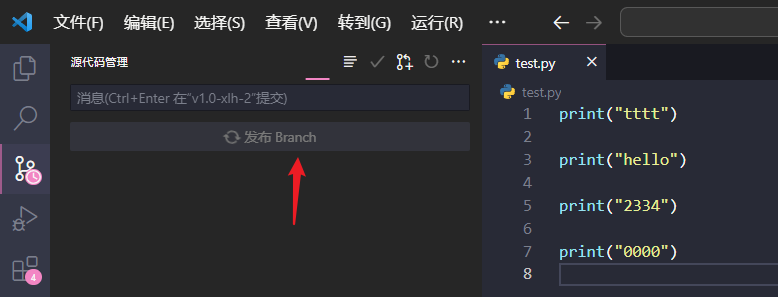 文件(F) 编辑(E) 选择(S) 查看(V) 转到(G) 运行(R) ···
源代码管理
消息(Ctrl+Enter 在"v1.0-xlh-2"提交)
发布 Branch
4
test.py
test.py
1 print("tttt")
2
3 print("hello")
4
5 print("2334")
6
7 print("0000")
8